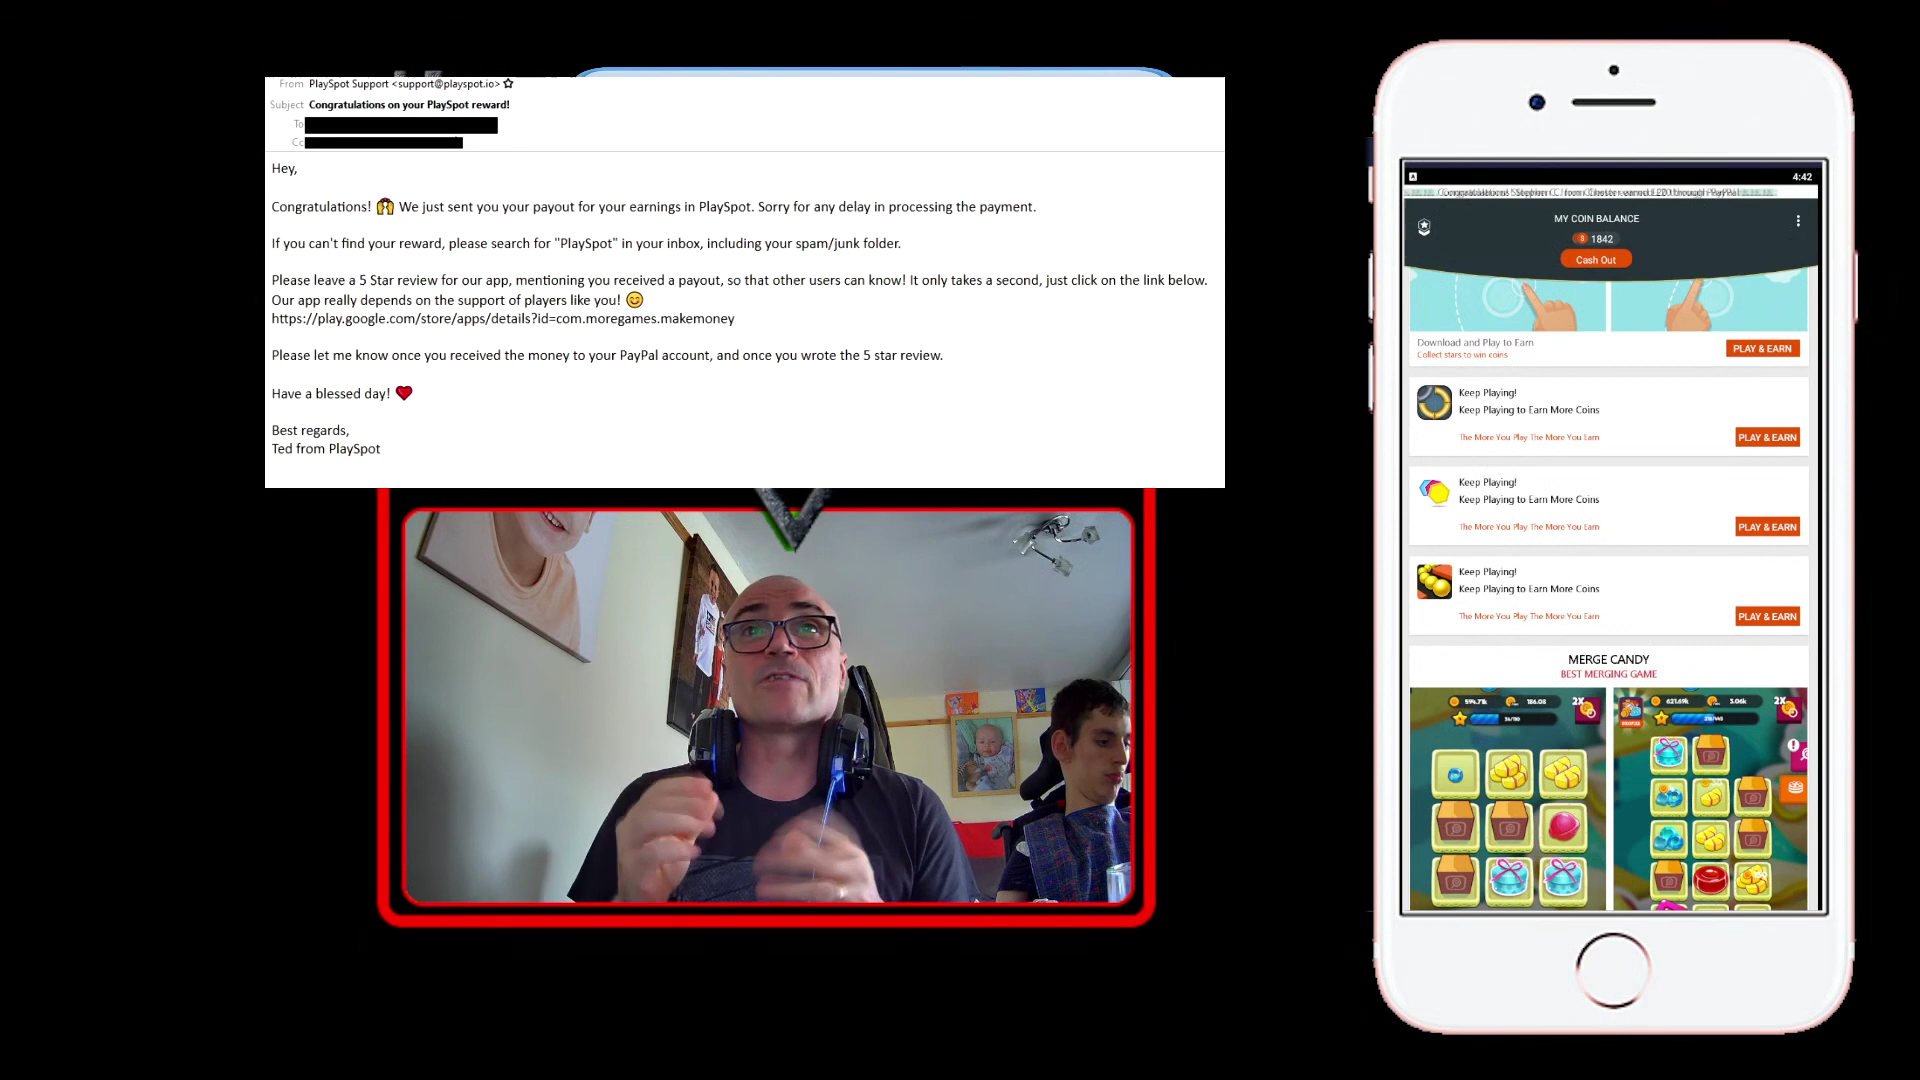 From PlaySpot Support <support@playspot.io>
Subject Congratulations on your PlaySpot reward!
To
Cc
Hey,
Congratulations! 🙌 We just sent you your payout for your earnings in PlaySpot. Sorry for any delay in processing the payment.
If you can't find your reward, please search for "PlaySpot" in your inbox, including your spam/junk folder.
Please leave a 5 Star review for our app, mentioning you received a payout, so that other users can know! It only takes a second, just click on the link below.
Our app really depends on the support of players like you! 😊
https://play.google.com/store/apps/details?id=com.moregames.makemoney
Please let me know once you received the money to your PayPal account, and once you wrote the 5 star review.
Have a blessed day! ❤
Best regards,
Ted from PlaySpot
4:42
MY COIN BALANCE
1842
Cash Out
Download and Play to Earn
Collect stars to win coins
PLAY & EARN
Keep Playing!
Keep Playing to Earn More Coins
The More You Play The More You Earn
PLAY & EARN
Keep Playing!
Keep Playing to Earn More Coins
The More You Play The More You Earn
PLAY & EARN
Keep Playing!
Keep Playing to Earn More Coins
The More You Play The More You Earn
PLAY & EARN
MERGE CANDY
BEST MERGING GAME
2X
2X